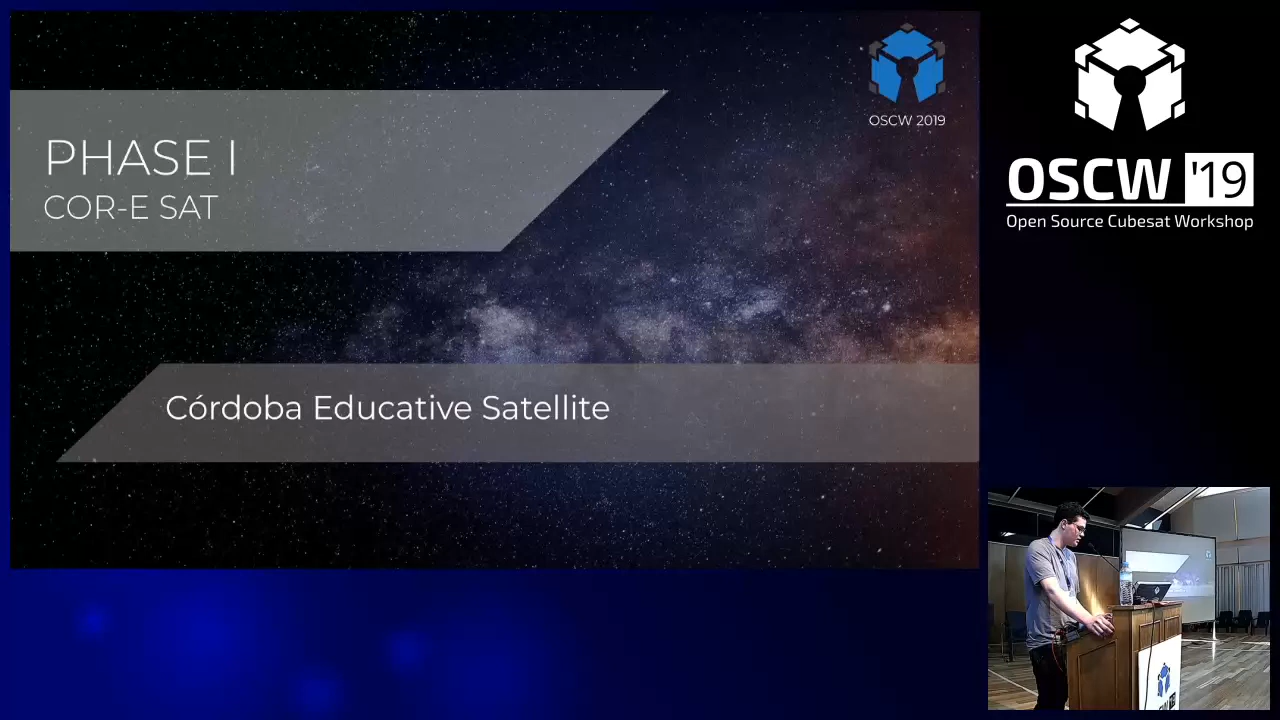 PHASE I
COR-E SAT
OSCW 2019
Córdoba Educative Satellite
OSCW '19
Open Source Cubesat Workshop